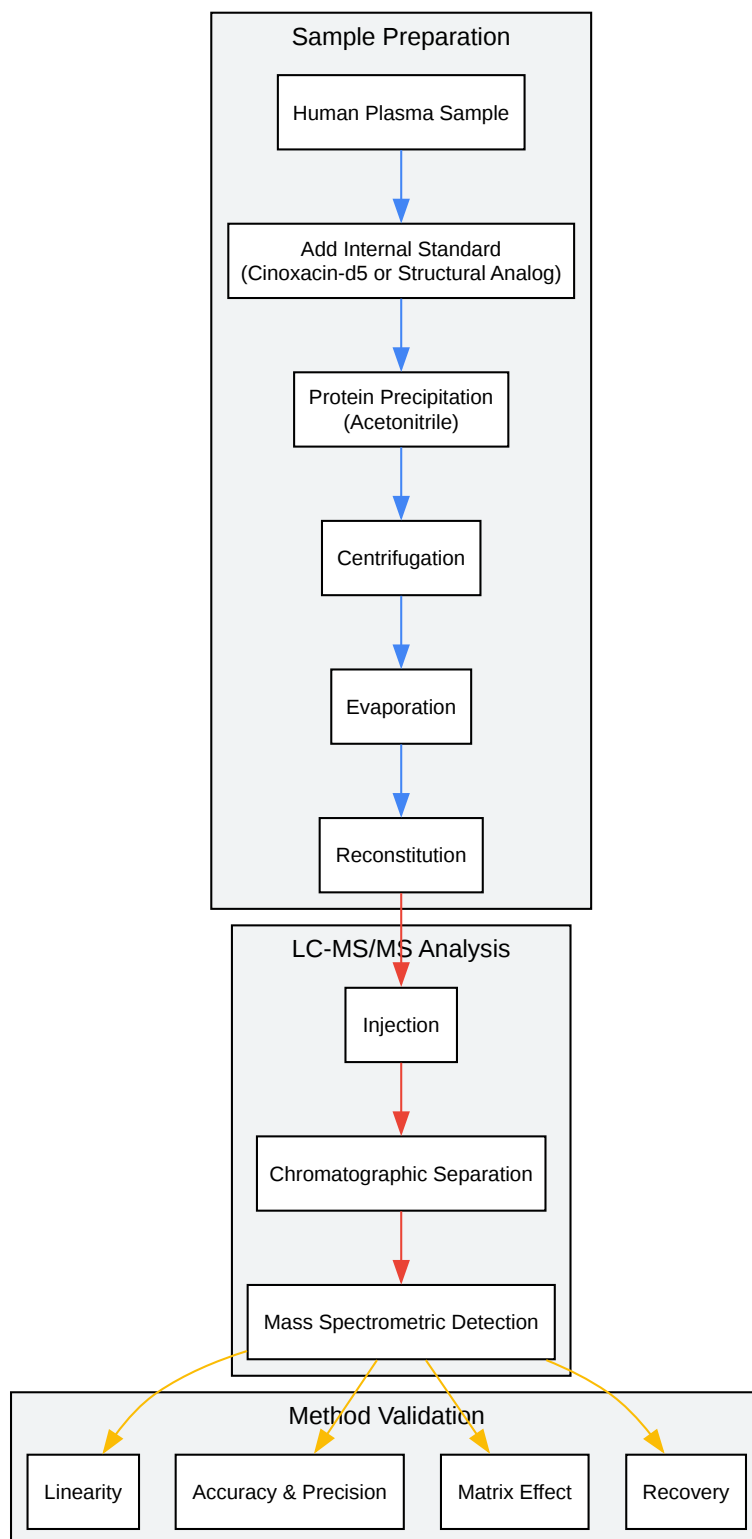 Sample Preparation
Human Plasma Sample
Add Internal Standard
(Cinoxacin-d5 or Structural Analog)
Protein Precipitation
(Acetonitrile)
Centrifugation
Evaporation
Reconstitution
LC-MS/MS Analysis
Injection
Chromatographic Separation
Mass Spectrometric Detection
Method Validation
Linearity
Accuracy & Precision
Matrix Effect
Recovery